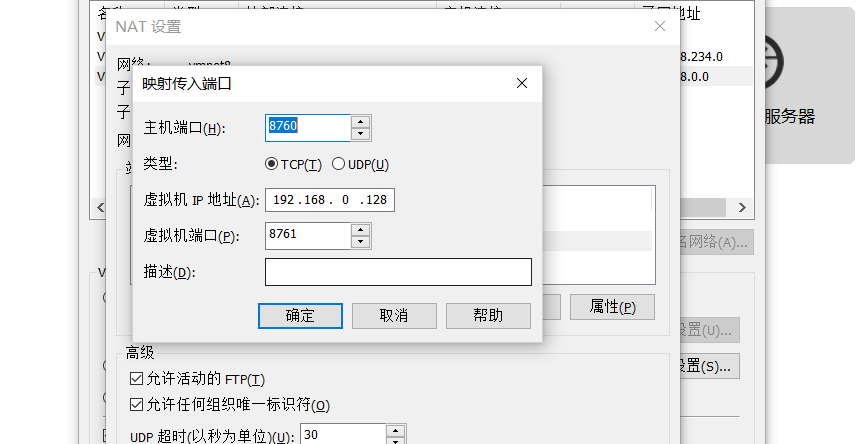 NAT 设置
子网地址
8.234.0
8.0.0
服务器
网络: vmnet8
映射传入端口
主机端口(H): 8760
类型: TCP(T) UDP(U)
虚拟机 IP 地址(A): 192.168. 0 .128
虚拟机端口(P): 8761
描述(D):
确定 取消 帮助
属性(P)
名网络(A)...
设置(U)...
设置(S)...
高级
允许活动的 FTP(T)
允许任何组织唯一标识符(O)
UDP 超时(以秒为单位)(U): 30